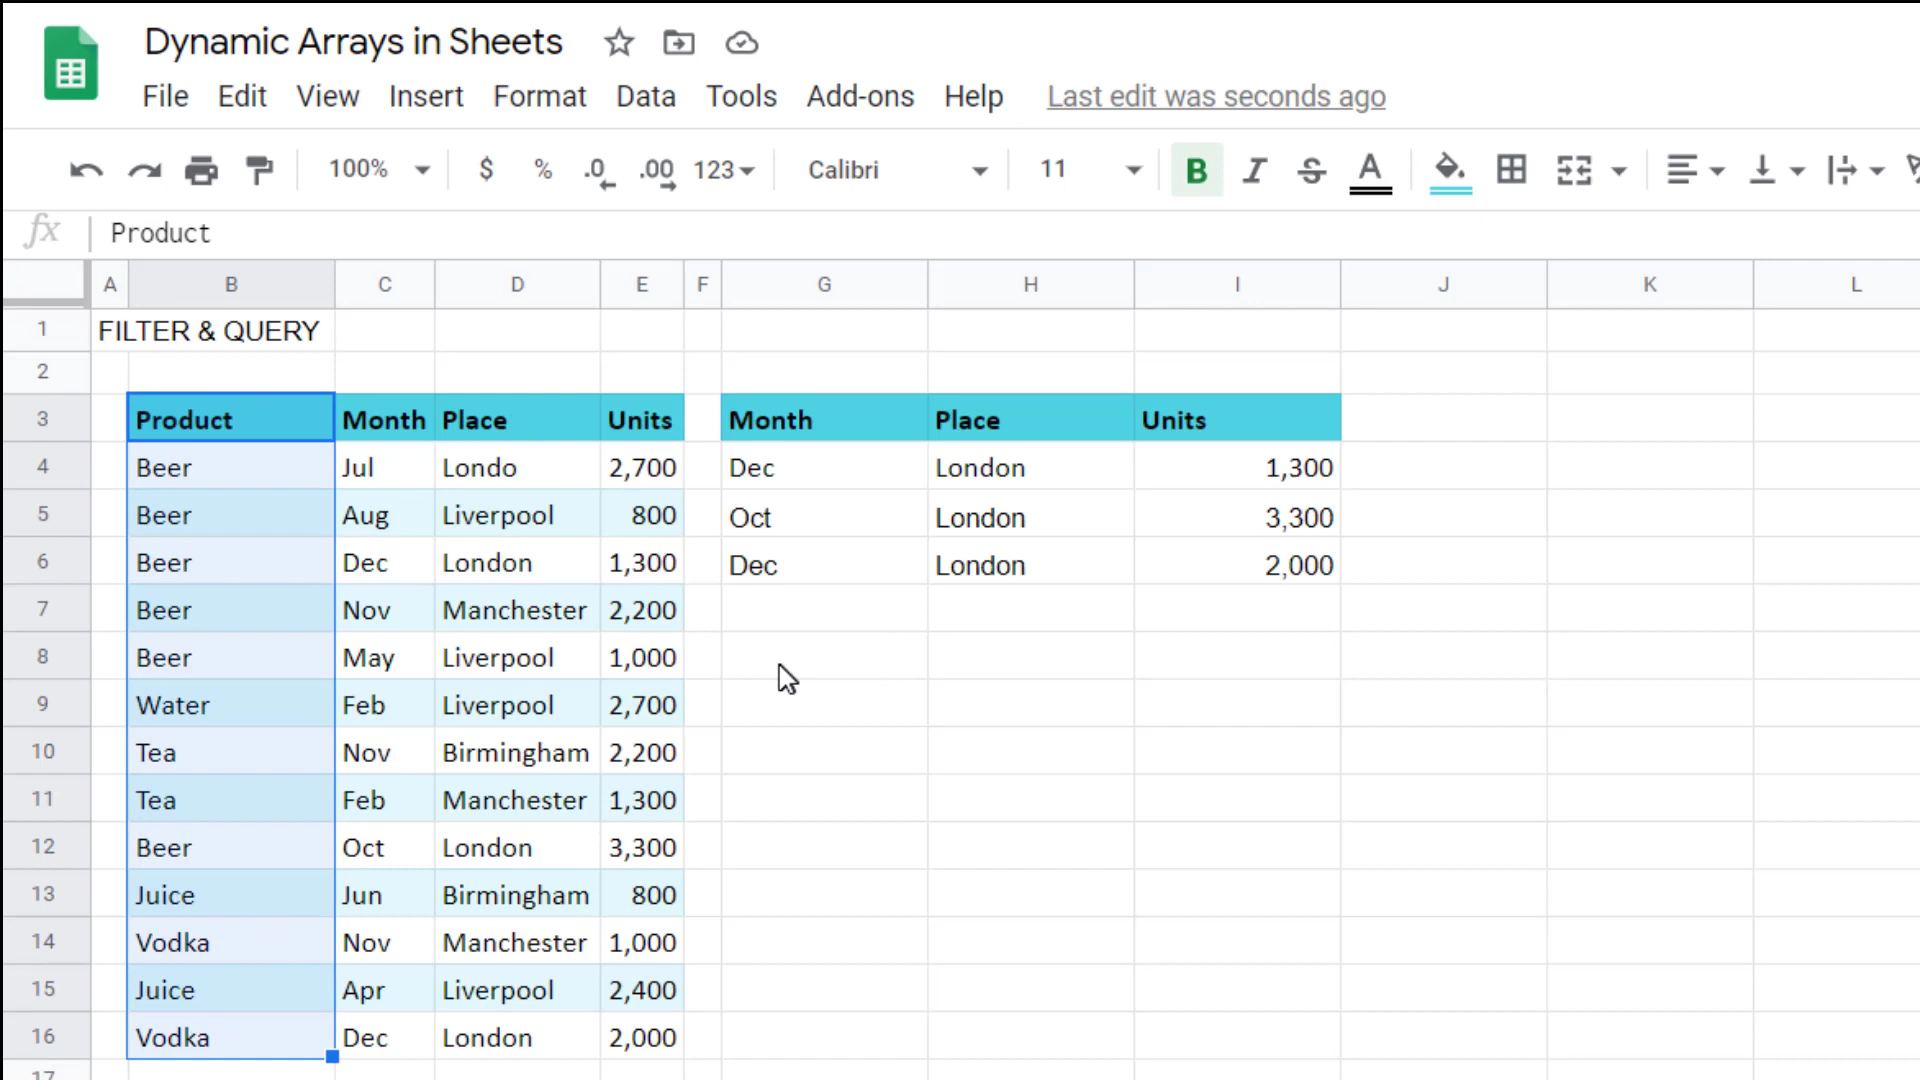 Dynamic Arrays in Sheets
File Edit View Insert Format Data Tools Add-ons Help Last edit was seconds ago
100% $ % .0 .00 123 Calibri 11 B I S A
fx Product
A B C D E F G H I J K L
1 FILTER & QUERY
2
3 Product Month Place Units Month Place Units
4 Beer Jul Londo 2,700 Dec London 1,300
5 Beer Aug Liverpool 800 Oct London 3,300
6 Beer Dec London 1,300 Dec London 2,000
7 Beer Nov Manchester 2,200
8 Beer May Liverpool 1,000
9 Water Feb Liverpool 2,700
10 Tea Nov Birmingham 2,200
11 Tea Feb Manchester 1,300
12 Beer Oct London 3,300
13 Juice Jun Birmingham 800
14 Vodka Nov Manchester 1,000
15 Juice Apr Liverpool 2,400
16 Vodka Dec London 2,000
17